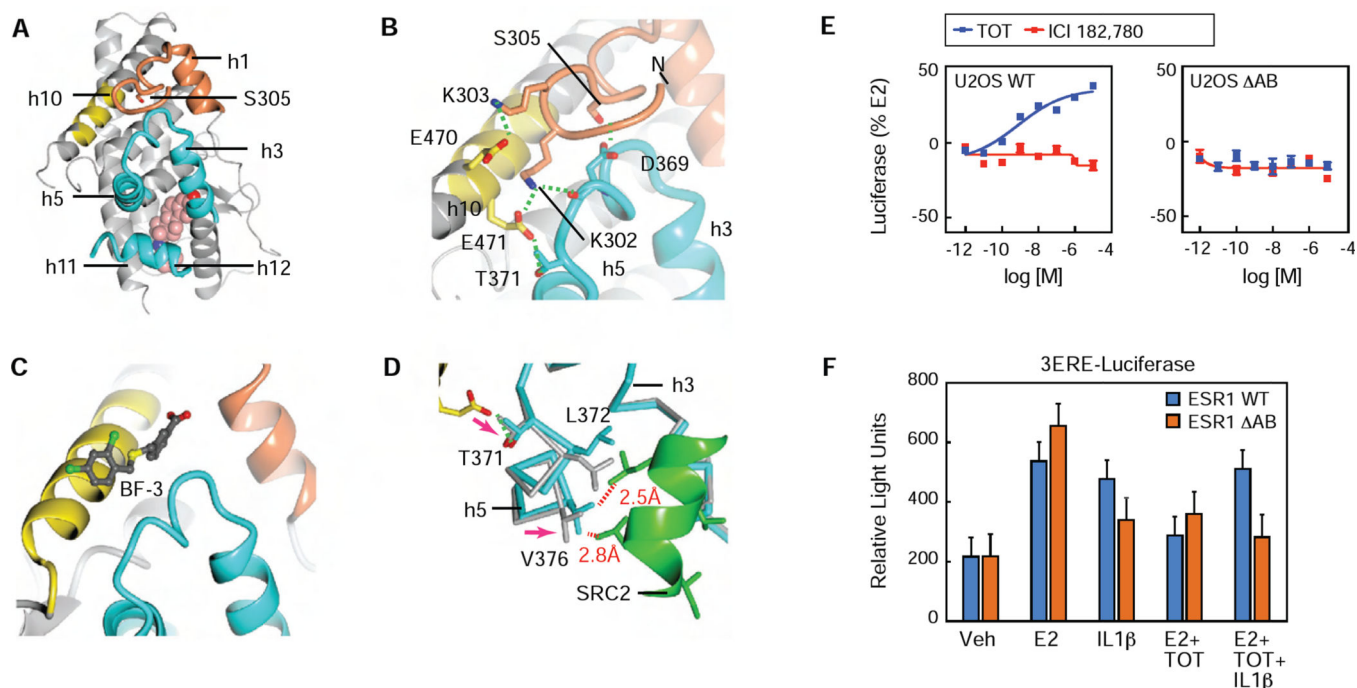 A
h1
h10
S305
h3
h5
h11
h12
B
S305
N
K303
E470
D369
h10
E471
K302
h3
T371
h5
C
BF-3
D
h3
L372
T371
h5
2.5Å
V376
2.8Å
SRC2
E
TOT
ICI 182,780
U2OS WT
U2OS ΔAB
Luciferase (% E2)
50
0
-50
-12 -10 -8 -6 -4
log [M]
50
0
-50
-12 -10 -8 -6 -4
log [M]
F
3ERE-Luciferase
ESR1 WT
ESR1 ΔAB
Relative Light Units
800
600
400
200
0
Veh
E2
IL1β
E2+
TOT
E2+
TOT+
IL1β